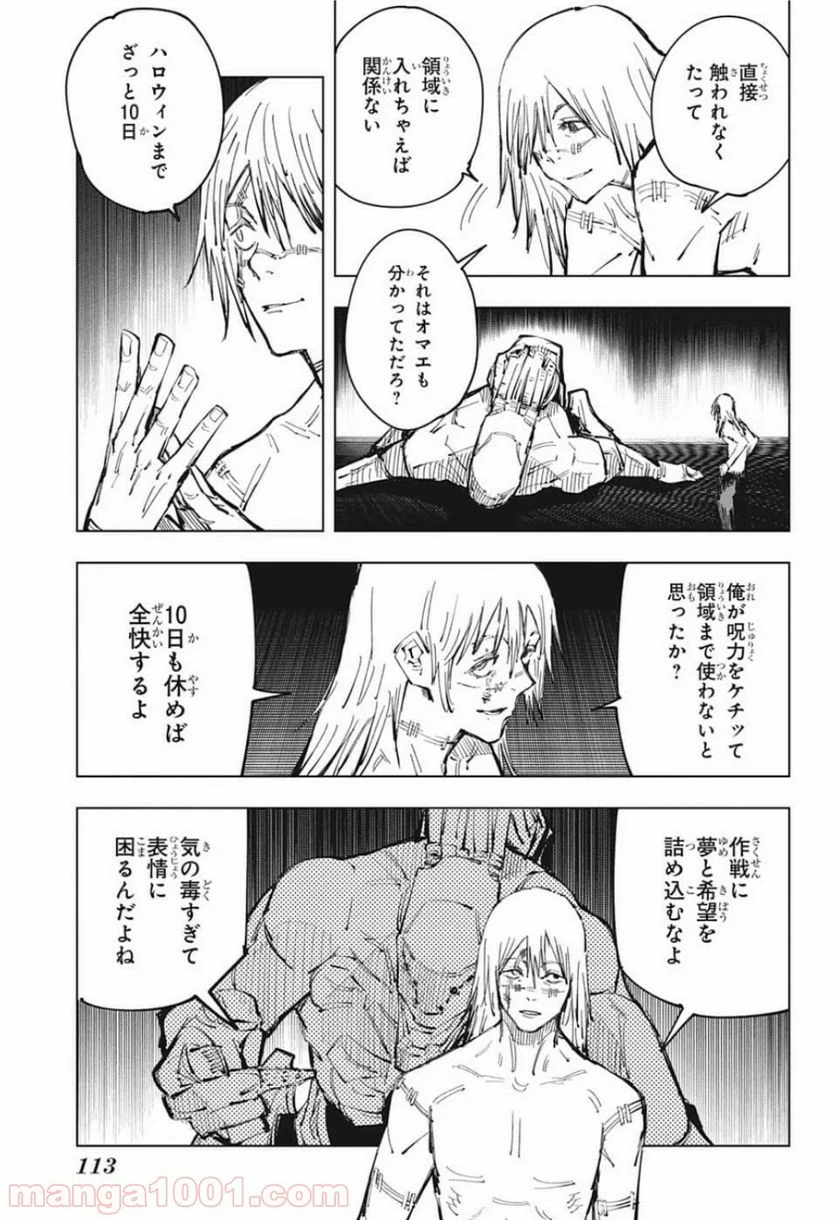 直接
触われなく
たって
領域に
入れちゃえば
関係ない
それはオマエも
分かってただろ?
ハロウィンまで
ざっと10日
俺が呪力をケチッて
領域まで使わないと
思ったか?
10日も休めば
全快するよ
作戦に
夢と希望を
詰め込むなよ
気の毒すぎて
表情に
困るんだよね
113
manga1001.com